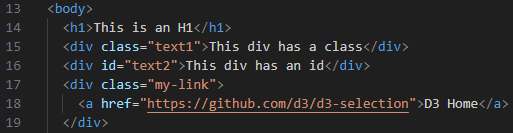 13 <body>
14 <h1>This is an H1</h1>
15 <div class="text1">This div has a class</div>
16 <div id="text2">This div has an id</div>
17 <div class="my-link">
18 <a href="https://github.com/d3/d3-selection">D3 Home</a>
19 </div>